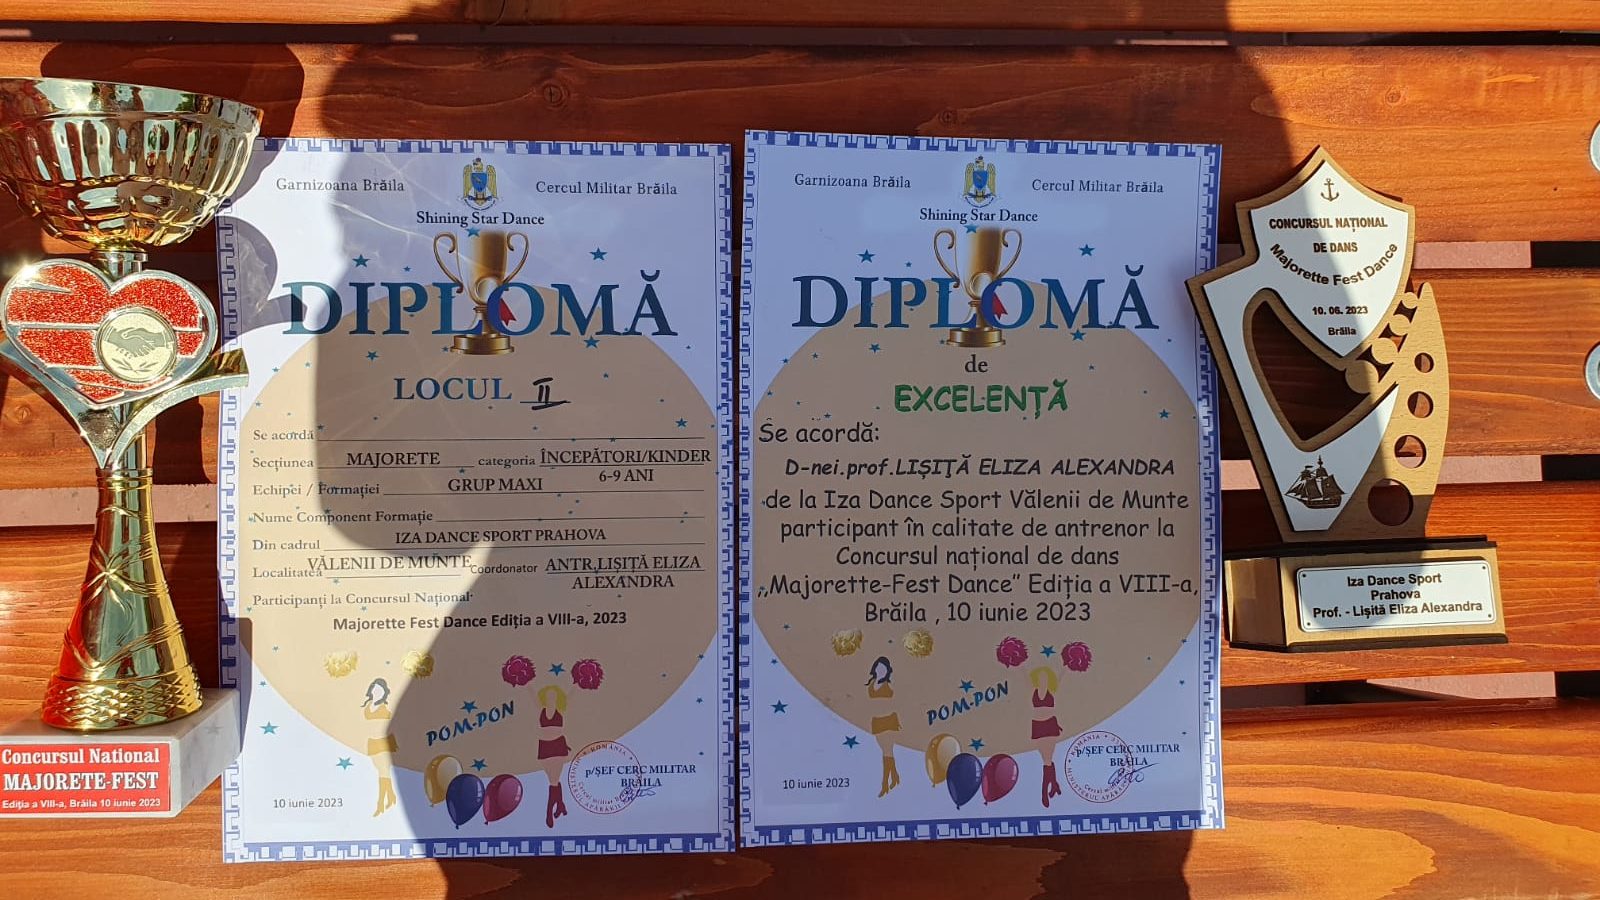 Concursul National
MAJORETE-FEST
Ediția a VIII-a, Brăila 10 iunie 2023
Garnizoana Brăila
Cercul Militar Brăila
Shining Star Dance
DIPLOMĂ
LOCUL II
Se acordă
Secțiunea MAJORETE categoria ÎNCEPĂTORI/KINDER
6-9 ANI
Echipei / Formației GRUP MAXI
Nume Component Formație
Din cadrul IZA DANCE SPORT PRAHOVA
Localitatea VĂLENII DE MUNTE Coordonator ANTR.LIȘIȚĂ ELIZA
ALEXANDRA
Participanți la Concursul Național
Majorette Fest Dance Ediția a VIII-a, 2023
POM-PON
p/ȘEF CERC MILITAR
BRĂILA
10 iunie 2023
Garnizoana Brăila
Cercul Militar Brăila
Shining Star Dance
DIPLOMĂ
de
EXCELENȚĂ
Se acordă:
D-nei.prof.LIȘIŢĂ ELIZA ALEXANDRA
de la Iza Dance Sport Vălenii de Munte
participant în calitate de antrenor la
Concursul național de dans
„Majorette-Fest Dance” Ediția a VIII-a,
Brăila , 10 iunie 2023
POM-PON
p/ȘEF CERC MILITAR
BRĂILA
10 iunie 2023
CONCURSUL NAȚIONAL
DE DANS
Majorette Fest Dance
10. 06. 2023
Brăila
Iza Dance Sport
Prahova
Prof. - Lișită Eliza Alexandra